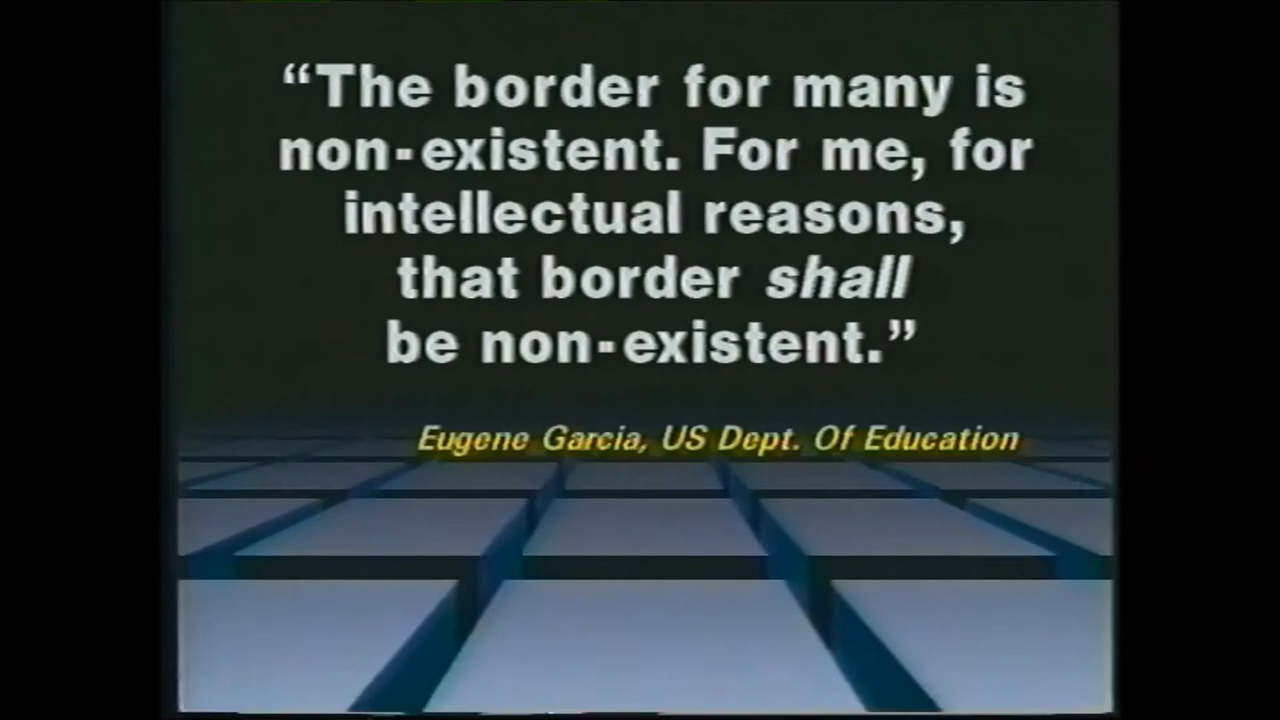 “The border for many is
non-existent. For me, for
intellectual reasons,
that border shall
be non-existent.”
Eugene Garcia, US Dept. Of Education